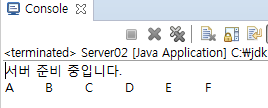 Console
<terminated> Server02 [Java Application] C:\jdk
서버 준비 중입니다.
A B C D E F